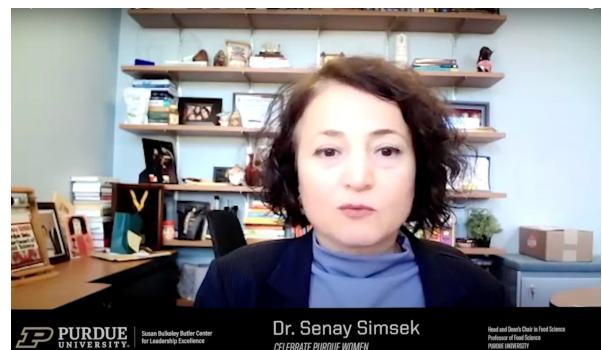 PURDUE
UNIVERSITY®
Susan Bulkeley Butler Center
for Leadership Excellence
Dr. Senay Simsek
CELEBRATE PURDUE WOMEN
Head and Dean's Chair in Food Science
Professor of Food Science
PURDUE UNIVERSITY